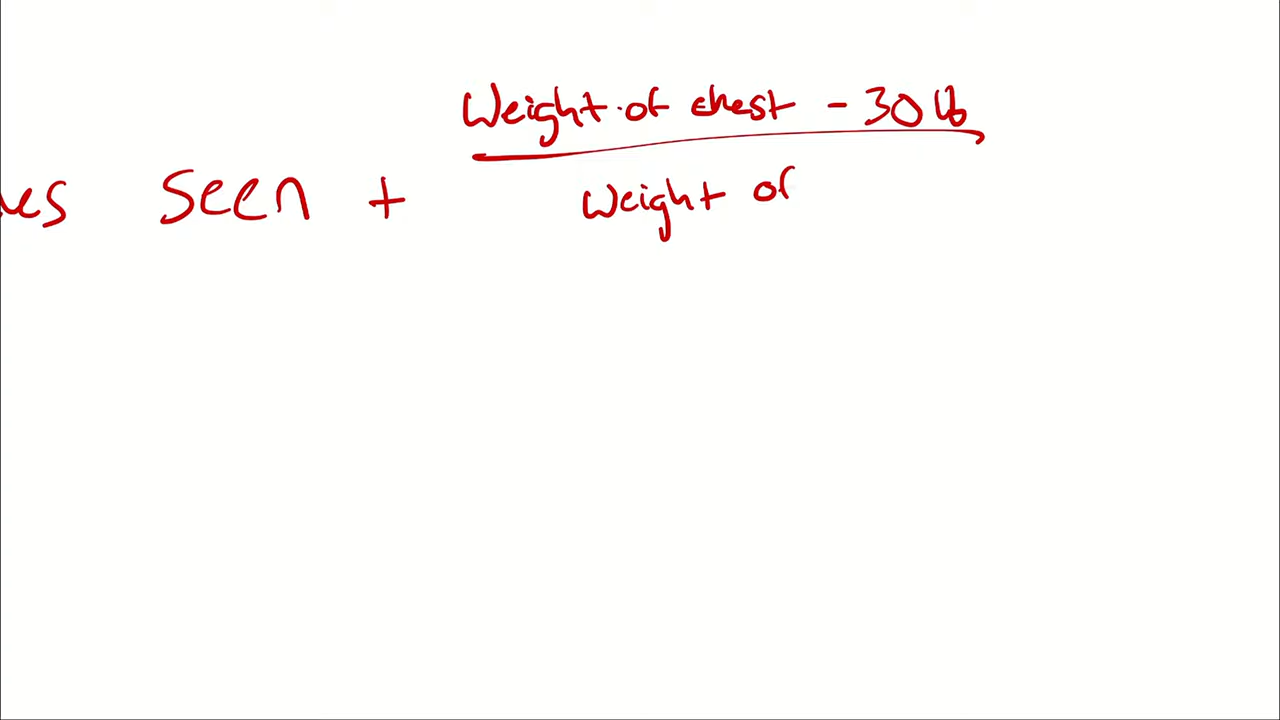 Weight of chest - 30 lb
seen +
Weight of